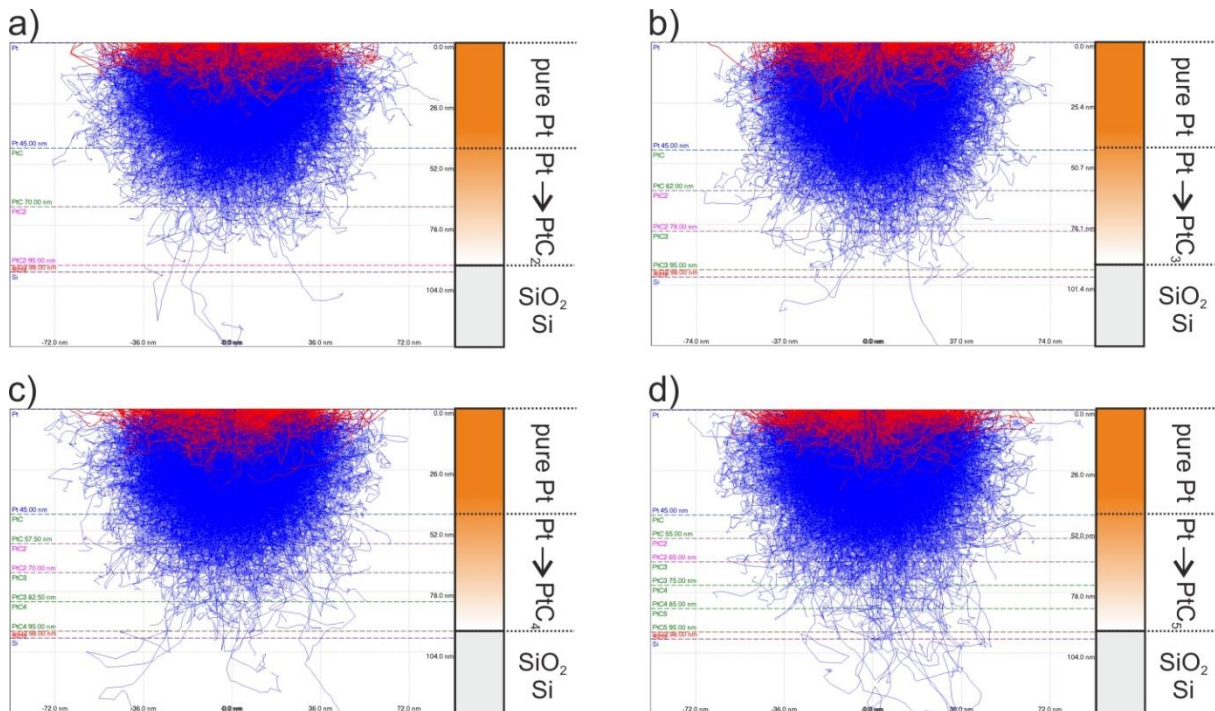 a)
Pt
0.0 nm
26.0 nm
Pt 45.00 nm
PtC
52.0 nm
PtC 70.00 nm
PtC2
78.0 nm
PtC2 95.00 nm
Si
104.0 nm
-72.0 nm
-36.0 nm
36.0 nm
72.0 nm
pure Pt
Pt → PtC2
SiO2
Si
b)
Pt
0.0 nm
25.4 nm
Pt 45.00 nm
PtC
50.7 nm
PtC 62.00 nm
PtC2
PtC2 79.00 nm
PtC3
76.1 nm
PtC3 95.00 nm
Si
101.4 nm
-74.0 nm
-37.0 nm
37.0 nm
74.0 nm
pure Pt
Pt → PtC3
SiO2
Si
c)
Pt
0.0 nm
26.0 nm
Pt 45.00 nm
PtC
52.0 nm
PtC 57.50 nm
PtC2
PtC2 70.00 nm
PtC3
78.0 nm
PtC3 82.50 nm
PtC4
PtC4 95.00 nm
Si
104.0 nm
-72.0 nm
-36.0 nm
36.0 nm
72.0 nm
pure Pt
Pt → PtC4
SiO2
Si
d)
Pt
0.0 nm
26.0 nm
Pt 45.00 nm
PtC
52.0 nm
PtC 55.00 nm
PtC2
PtC2 65.00 nm
PtC3
PtC3 75.00 nm
PtC4
78.0 nm
PtC4 85.00 nm
PtC5
PtC5 95.00 nm
Si
104.0 nm
-72.0 nm
-36.0 nm
36.0 nm
72.0 nm
pure Pt
Pt → PtC5
SiO2
Si